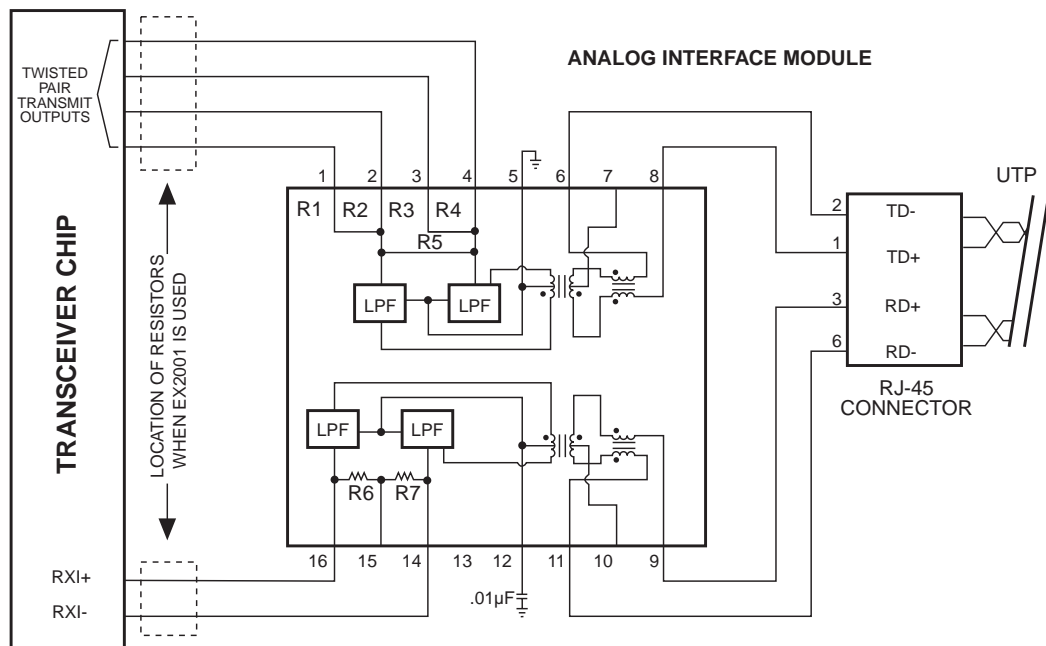 TWISTED
PAIR
TRANSMIT
OUTPUTS
TRANSCEIVER CHIP
LOCATION OF RESISTORS
WHEN EX2001 IS USED
RXI+
RXI-
ANALOG INTERFACE MODULE
1 2 3 4 5 6 7 8
R1 R2 R3 R4
R5
LPF LPF
LPF LPF
R6 R7
16 15 14 13 12 11 10 9
.01µF
2 TD-
1 TD+
3 RD+
6 RD-
RJ-45
CONNECTOR
UTP